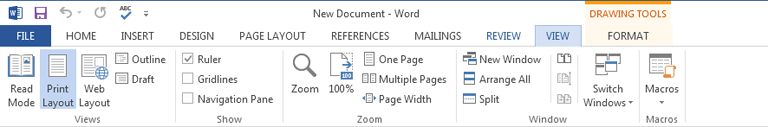 New Document - Word
DRAWING TOOLS
FILE HOME INSERT DESIGN PAGE LAYOUT REFERENCES MAILINGS REVIEW VIEW FORMAT
Read Mode
Print Layout
Web Layout
Outline
Draft
Views
Ruler
Gridlines
Navigation Pane
Show
Zoom
100
100%
One Page
Multiple Pages
Page Width
Zoom
New Window
Arrange All
Split
Switch Windows
Window
Macros
Macros